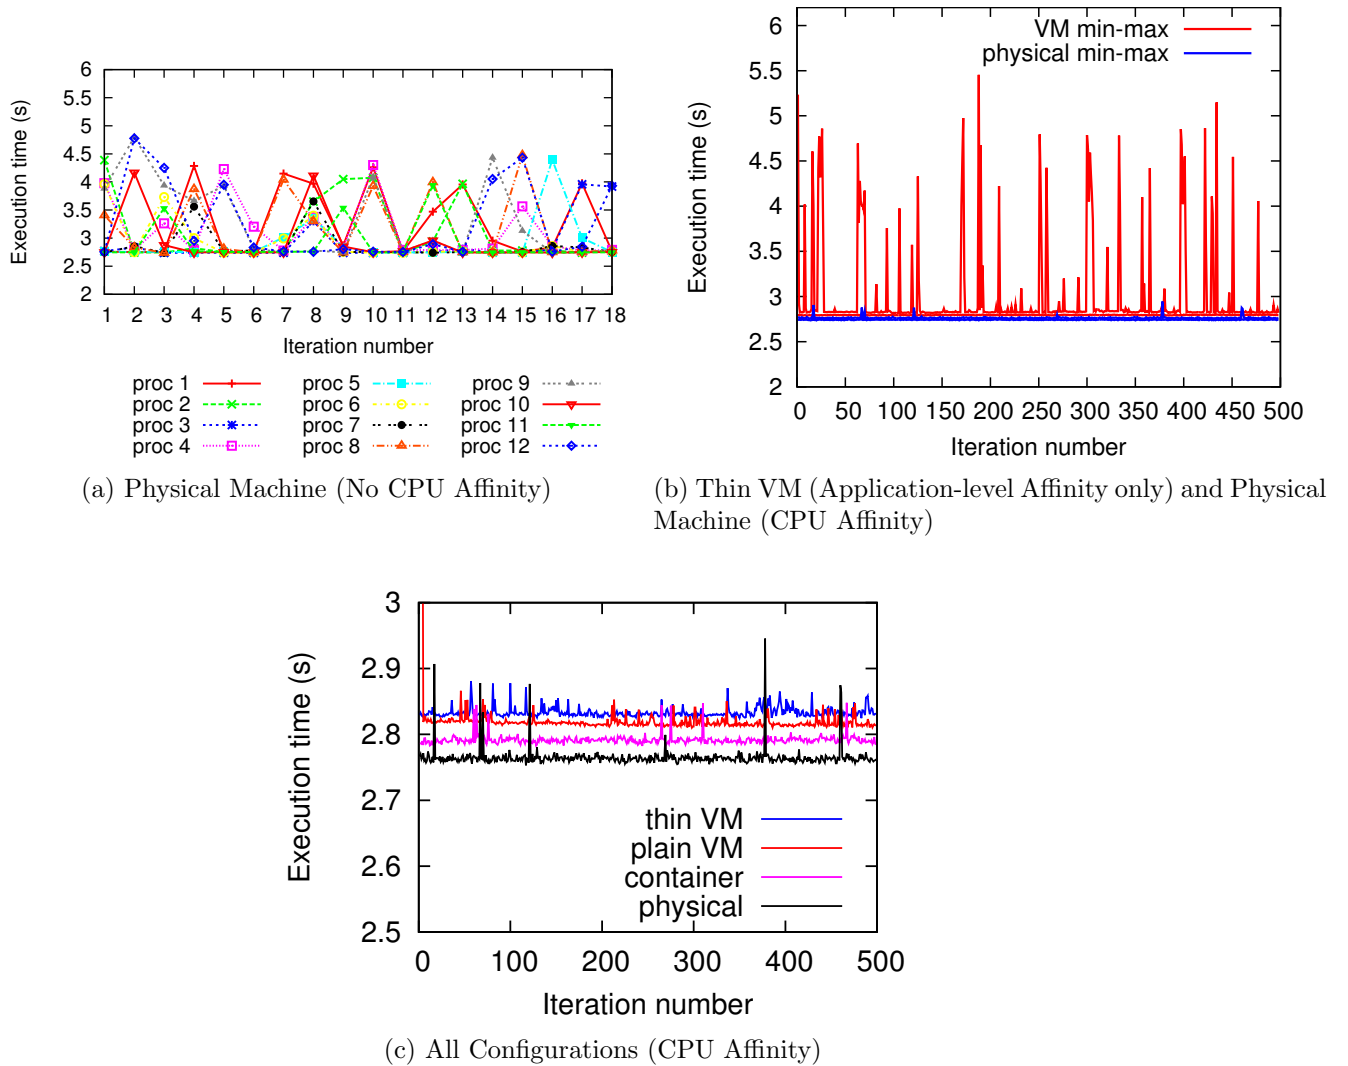 6
5.5
5
4.5
4
3.5
3
2.5
2
Execution time (s)
1 2 3 4 5 6 7 8 9 10 11 12 13 14 15 16 17 18
Iteration number
proc 1
proc 2
proc 3
proc 4
proc 5
proc 6
proc 7
proc 8
proc 9
proc 10
proc 11
proc 12
(a) Physical Machine (No CPU Affinity)
VM min-max
physical min-max
6
5.5
5
4.5
4
3.5
3
2.5
2
Execution time (s)
0 50 100 150 200 250 300 350 400 450 500
Iteration number
(b) Thin VM (Application-level Affinity only) and Physical
Machine (CPU Affinity)
3
2.9
2.8
2.7
2.6
2.5
Execution time (s)
thin VM
plain VM
container
physical
0 100 200 300 400 500
Iteration number
(c) All Configurations (CPU Affinity)